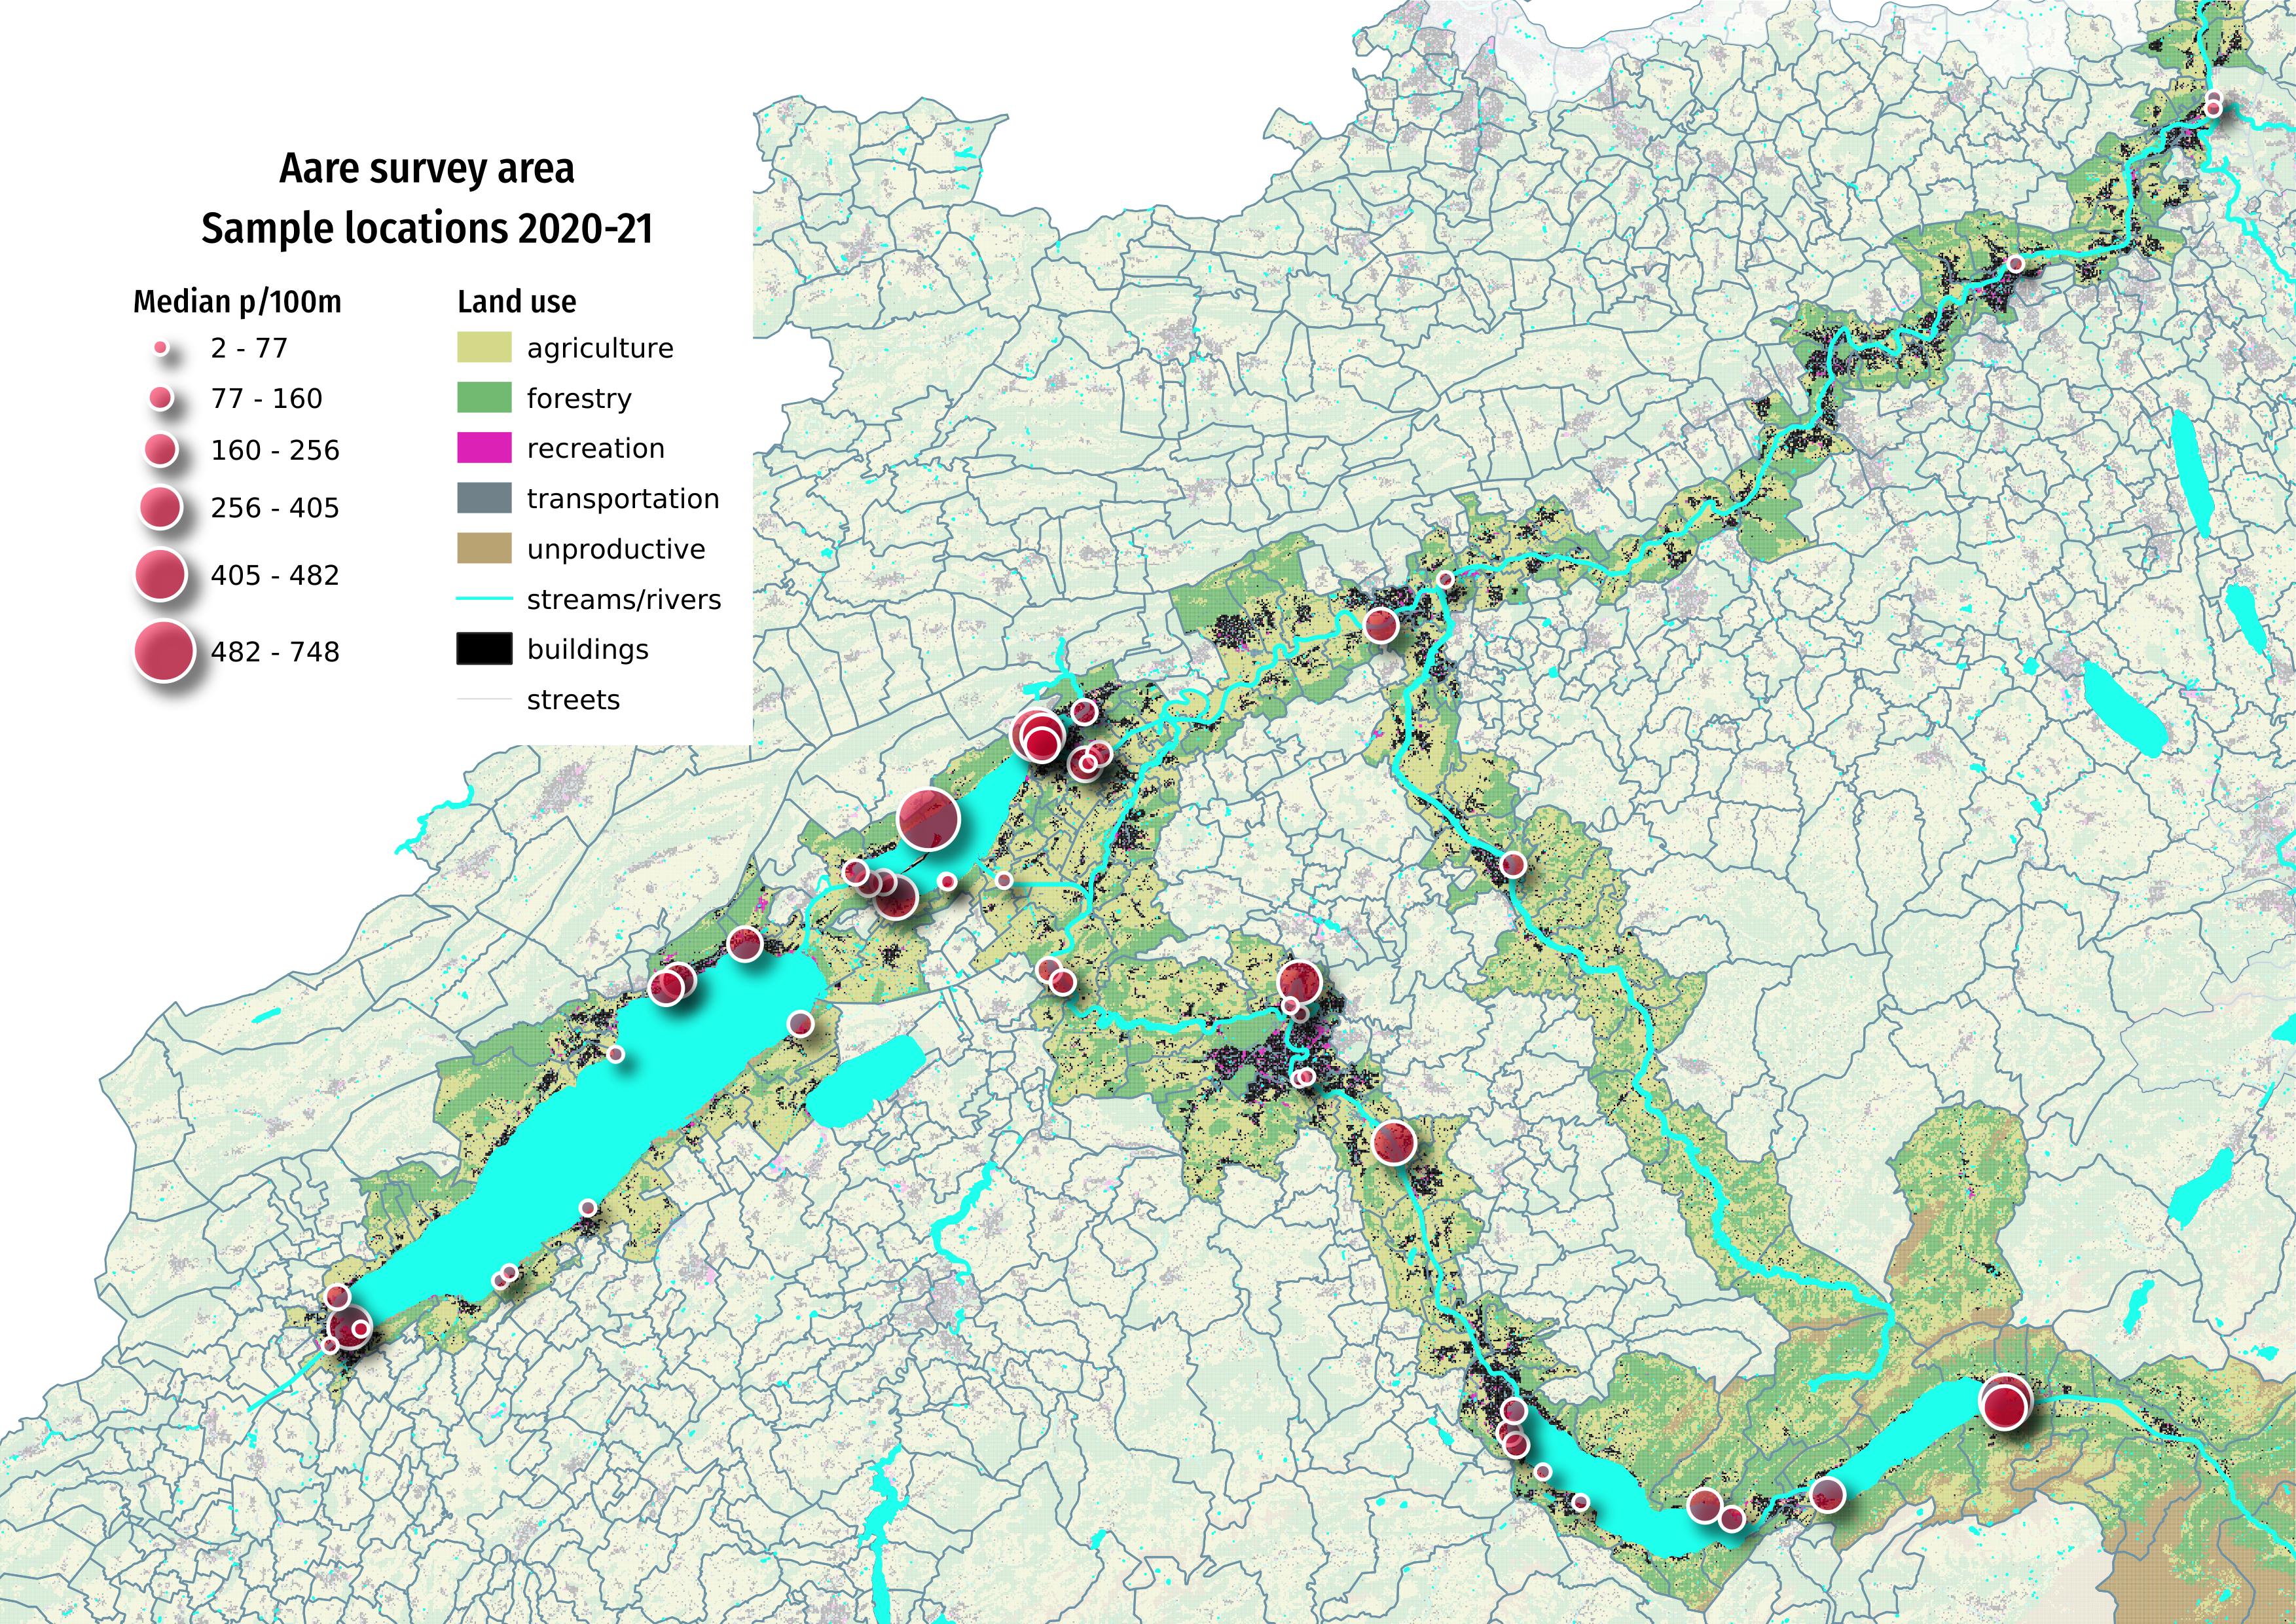 Aare survey area
Sample locations 2020-21
Median p/100m
2 - 77
77 - 160
160 - 256
256 - 405
405 - 482
482 - 748
Land use
agriculture
forestry
recreation
transportation
unproductive
streams/rivers
buildings
streets